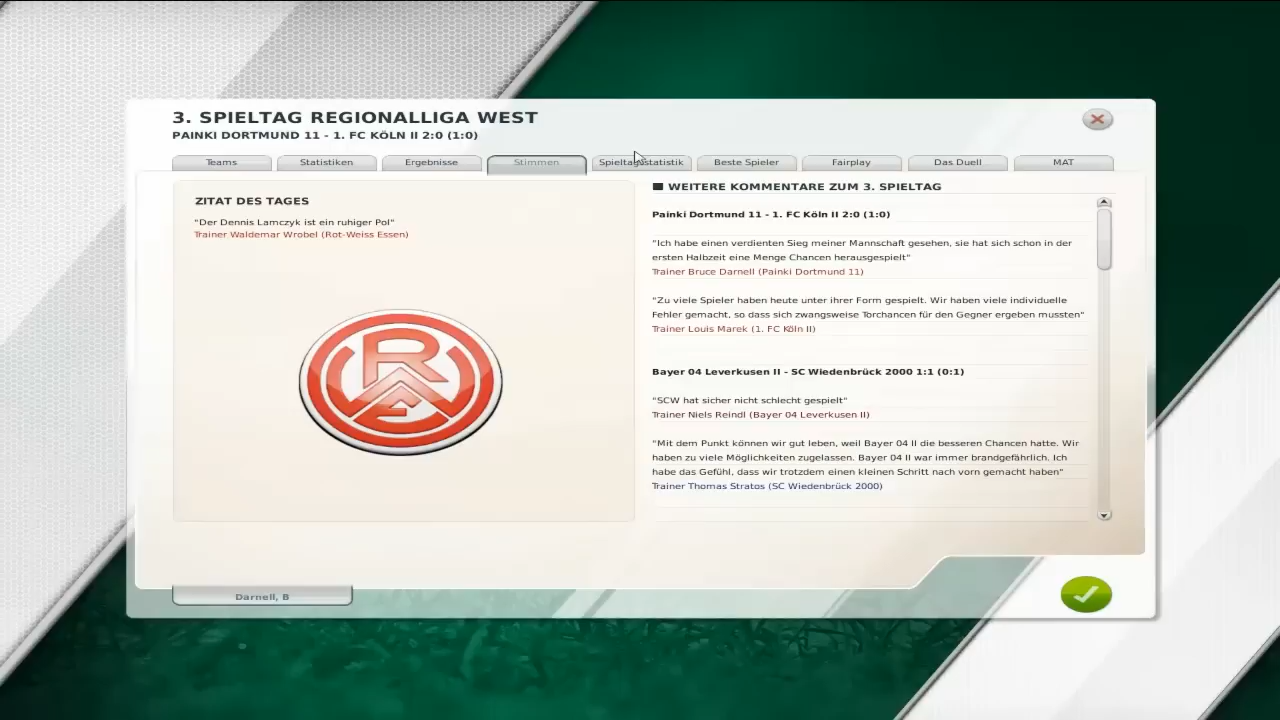 3. SPIELTAG REGIONALLIGA WEST
PAINKI DORTMUND 11 - 1. FC KÖLN II 2:0 (1:0)
Teams
Statistiken
Ergebnisse
Stimmen
Spieltagsstatistik
Beste Spieler
Fairplay
Das Duell
MAT
ZITAT DES TAGES
"Der Dennis Lamczyk ist ein ruhiger Pol"
Trainer Waldemar Wrobel (Rot-Weiss Essen)
RWE
WEITERE KOMMENTARE ZUM 3. SPIELTAG
Painki Dortmund 11 - 1. FC Köln II 2:0 (1:0)
"Ich habe einen verdienten Sieg meiner Mannschaft gesehen, sie hat sich schon in der
ersten Halbzeit eine Menge Chancen herausgespielt"
Trainer Bruce Darnell (Painki Dortmund 11)
"Zu viele Spieler haben heute unter ihrer Form gespielt. Wir haben viele individuelle
Fehler gemacht, so dass sich zwangsweise Torchancen für den Gegner ergeben mussten"
Trainer Louis Marek (1. FC Köln II)
Bayer 04 Leverkusen II - SC Wiedenbrück 2000 1:1 (0:1)
"SCW hat sicher nicht schlecht gespielt"
Trainer Niels Reindl (Bayer 04 Leverkusen II)
"Mit dem Punkt können wir gut leben, weil Bayer 04 II die besseren Chancen hatte. Wir
haben zu viele Möglichkeiten zugelassen. Bayer 04 II war immer brandgefährlich. Ich
habe das Gefühl, dass wir trotzdem einen kleinen Schritt nach vorn gemacht haben"
Trainer Thomas Stratos (SC Wiedenbrück 2000)
Darnell, B